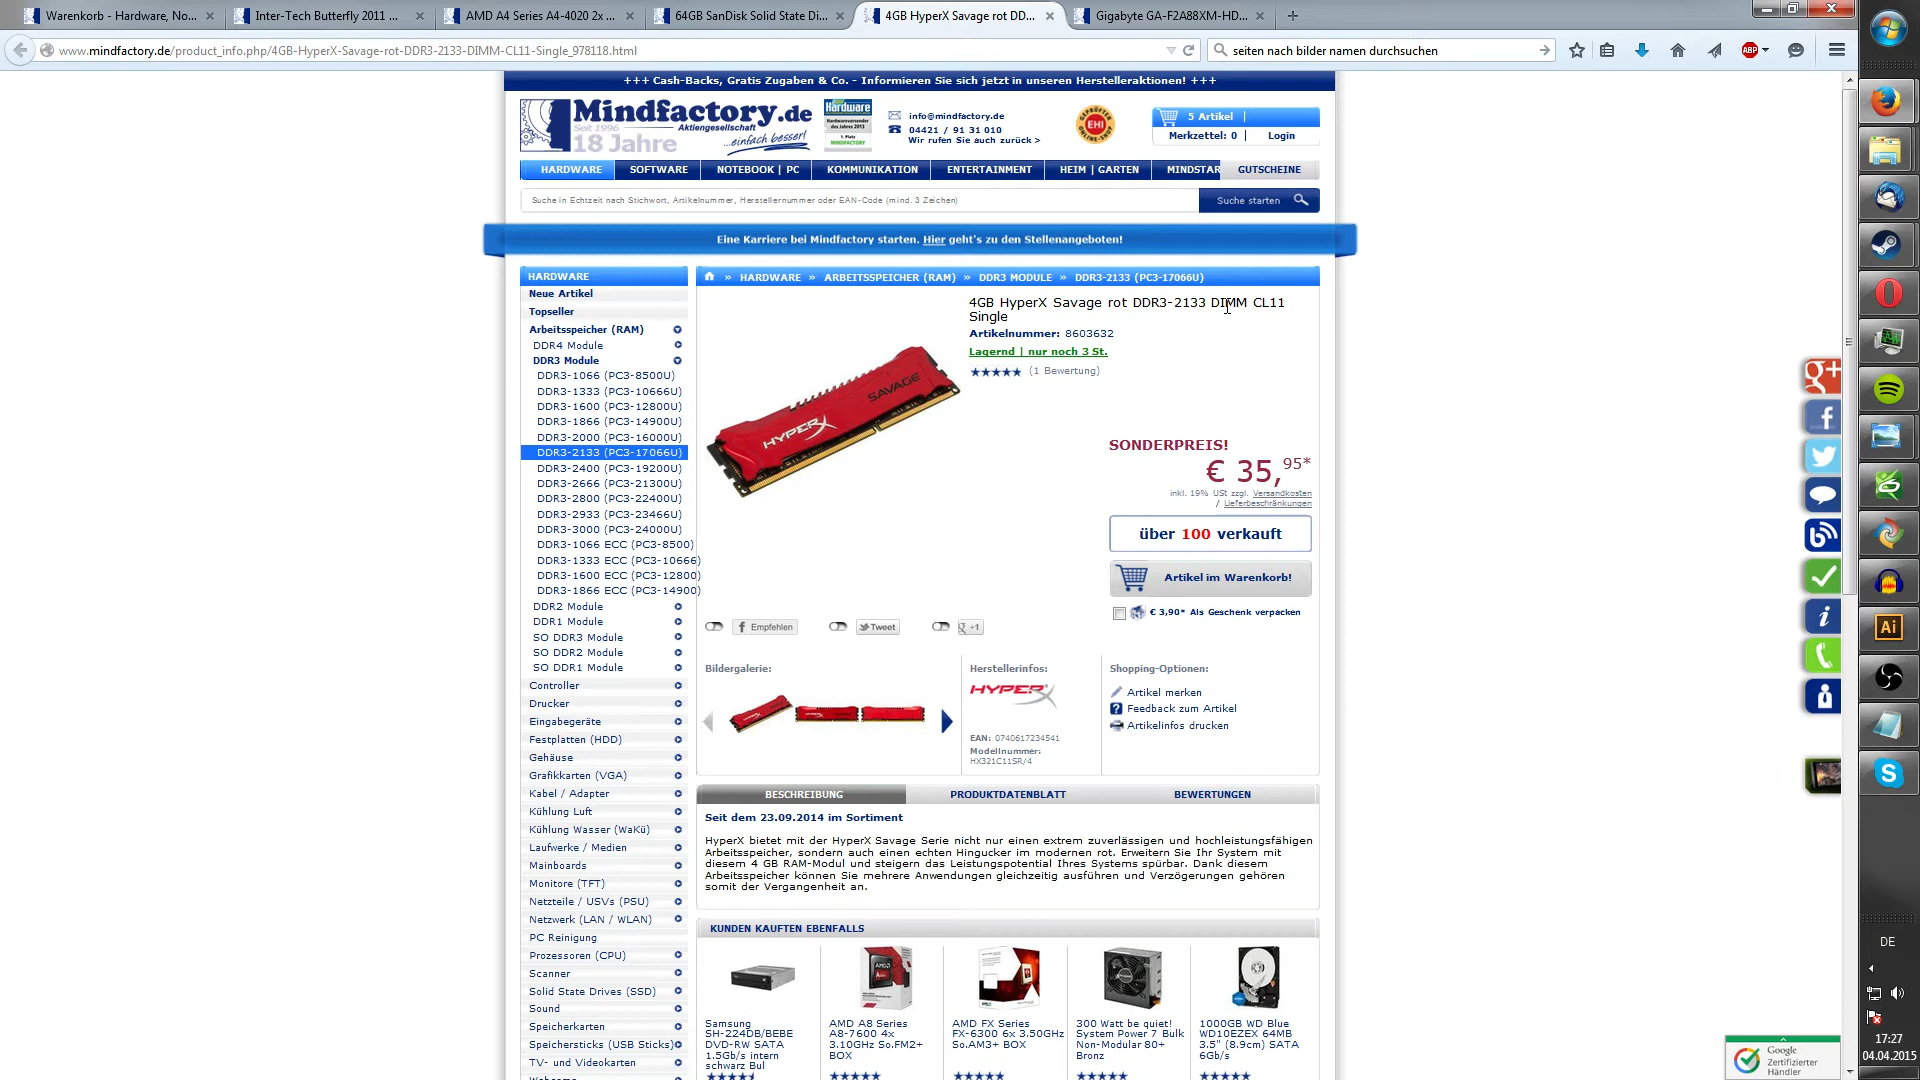 Warenkorb - Hardware, No...
Inter-Tech Butterfly 2011 ...
AMD A4 Series A4-4020 2x ...
64GB SanDisk Solid State Di...
4GB HyperX Savage rot DD...
Gigabyte GA-F2A88XM-HD...
www.mindfactory.de/product_info.php/4GB-HyperX-Savage-rot-DDR3-2133-DIMM-CL11-Single_978118.html
seiten nach bilder namen durchsuchen
ABP
+++ Cash-Backs, Gratis Zugaben & Co. - Informieren Sie sich jetzt in unseren Herstelleraktionen! +++
Mindfactory.de
Seit 1996
Aktiengesellschaft
18 Jahre
...einfach besser!
Hardware
Hardwareversender
des Jahres 2013
1. Platz
MINDFACTORY
info@mindfactory.de
04421 / 91 31 010
Wir rufen Sie auch zurück >
EHI
5 Artikel |
Merkzettel: 0 | Login
HARDWARE
SOFTWARE
NOTEBOOK | PC
KOMMUNIKATION
ENTERTAINMENT
HEIM | GARTEN
MINDSTAR
GUTSCHEINE
Suche in Echtzeit nach Stichwort, Artikelnummer, Herstellernummer oder EAN-Code (mind. 3 Zeichen)
Suche starten
Eine Karriere bei Mindfactory starten. Hier geht's zu den Stellenangeboten!
HARDWARE
Neue Artikel
Topseller
Arbeitsspeicher (RAM)
DDR4 Module
DDR3 Module
DDR3-1066 (PC3-8500U)
DDR3-1333 (PC3-10666U)
DDR3-1600 (PC3-12800U)
DDR3-1866 (PC3-14900U)
DDR3-2000 (PC3-16000U)
DDR3-2133 (PC3-17066U)
DDR3-2400 (PC3-19200U)
DDR3-2666 (PC3-21300U)
DDR3-2800 (PC3-22400U)
DDR3-2933 (PC3-23466U)
DDR3-3000 (PC3-24000U)
DDR3-1066 ECC (PC3-8500)
DDR3-1333 ECC (PC3-10666)
DDR3-1600 ECC (PC3-12800)
DDR3-1866 ECC (PC3-14900)
DDR2 Module
DDR1 Module
SO DDR3 Module
SO DDR2 Module
SO DDR1 Module
Controller
Drucker
Eingabegeräte
Festplatten (HDD)
Gehäuse
Grafikkarten (VGA)
Kabel / Adapter
Kühlung Luft
Kühlung Wasser (WaKü)
Laufwerke / Medien
Mainboards
Monitore (TFT)
Netzteile / USVs (PSU)
Netzwerk (LAN / WLAN)
PC Reinigung
Prozessoren (CPU)
Scanner
Solid State Drives (SSD)
Sound
Speicherkarten
Speichersticks (USB Sticks)
TV- und Videokarten
» HARDWARE » ARBEITSSPEICHER (RAM) » DDR3 MODULE » DDR3-2133 (PC3-17066U)
4GB HyperX Savage rot DDR3-2133 DIMM CL11
Single
Artikelnummer: 8603632
Lagernd | nur noch 3 St.
(1 Bewertung)
SAVAGE
HYPERX
SONDERPREIS!
€ 35,95*
inkl. 19% USt zzgl. Versandkosten
/ Lieferbeschränkungen
über 100 verkauft
Artikel im Warenkorb!
€ 3,90* Als Geschenk verpacken
Empfehlen
Tweet
+1
Bildergalerie:
Herstellerinfos:
HYPERX
EAN: 0740617234541
Modellnummer:
HX321C11SR/4
Shopping-Optionen:
Artikel merken
Feedback zum Artikel
Artikelinfos drucken
BESCHREIBUNG
PRODUKTDATENBLATT
BEWERTUNGEN
Seit dem 23.09.2014 im Sortiment
HyperX bietet mit der HyperX Savage Serie nicht nur einen extrem zuverlässigen und hochleistungsfähigen
Arbeitsspeicher, sondern auch einen echten Hingucker im modernen rot. Erweitern Sie Ihr System mit
diesem 4 GB RAM-Modul und steigern das Leistungspotential Ihres Systems spürbar. Dank diesem
Arbeitsspeicher können Sie mehrere Anwendungen gleichzeitig ausführen und Verzögerungen gehören
somit der Vergangenheit an.
KUNDEN KAUFTEN EBENFALLS
Samsung
SH-224DB/BEBE
DVD-RW SATA
1.5Gb/s intern
schwarz Bul
AMD A8 Series
A8-7600 4x
3.10GHz So.FM2+
BOX
AMD FX Series
FX-6300 6x 3.50GHz
So.AM3+ BOX
300 Watt be quiet!
System Power 7 Bulk
Non-Modular 80+
Bronz
1000GB WD Blue
WD10EZEX 64MB
3.5" (8.9cm) SATA
6Gb/s
Google
Zertifizierter
Händler
Ai
DE
17:27
04.04.2015